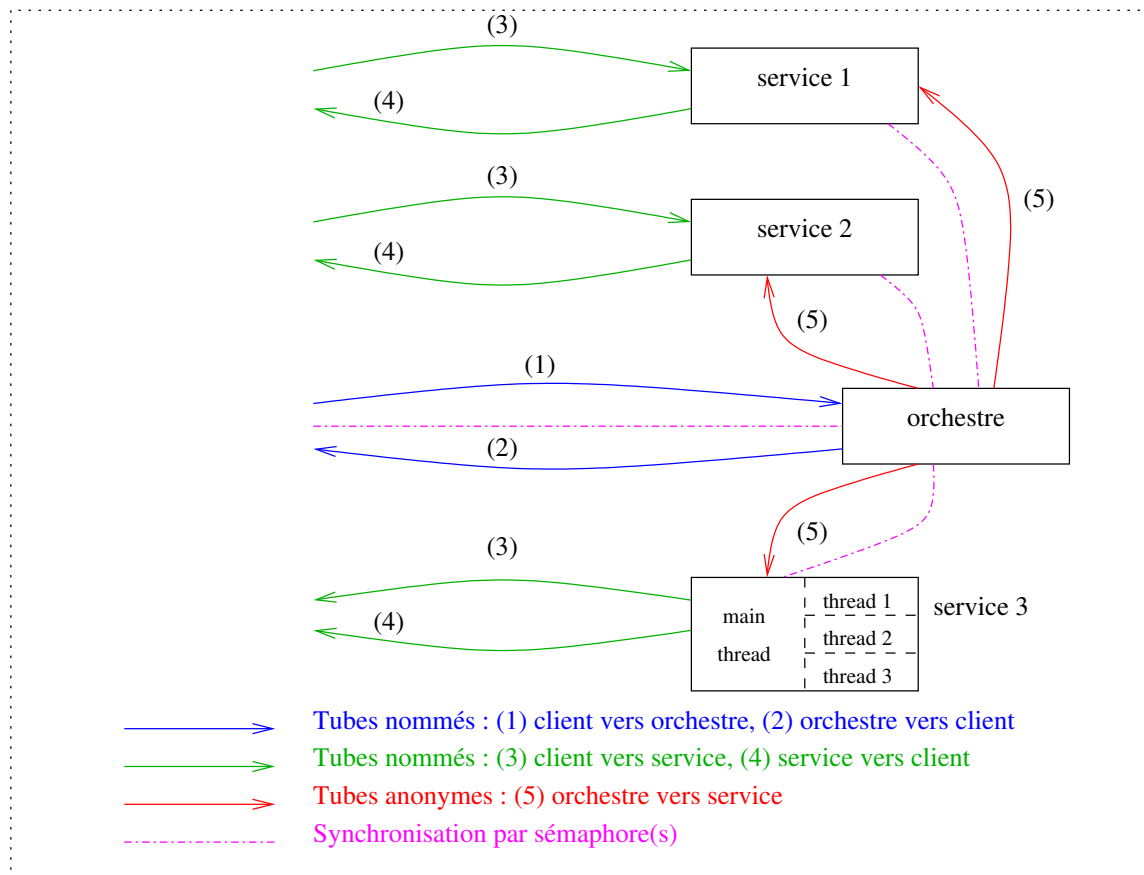 (3)
service 1
(4)
(3)
(5)
service 2
(4)
(5)
(1)
orchestre
(2)
(5)
(3)
thread 1
service 3
main
(4)
thread 2
thread
thread 3
Tubes nommés : (1) client vers orchestre, (2) orchestre vers client
Tubes nommés : (3) client vers service, (4) service vers client
Tubes anonymes : (5) orchestre vers service
Synchronisation par sémaphore(s)